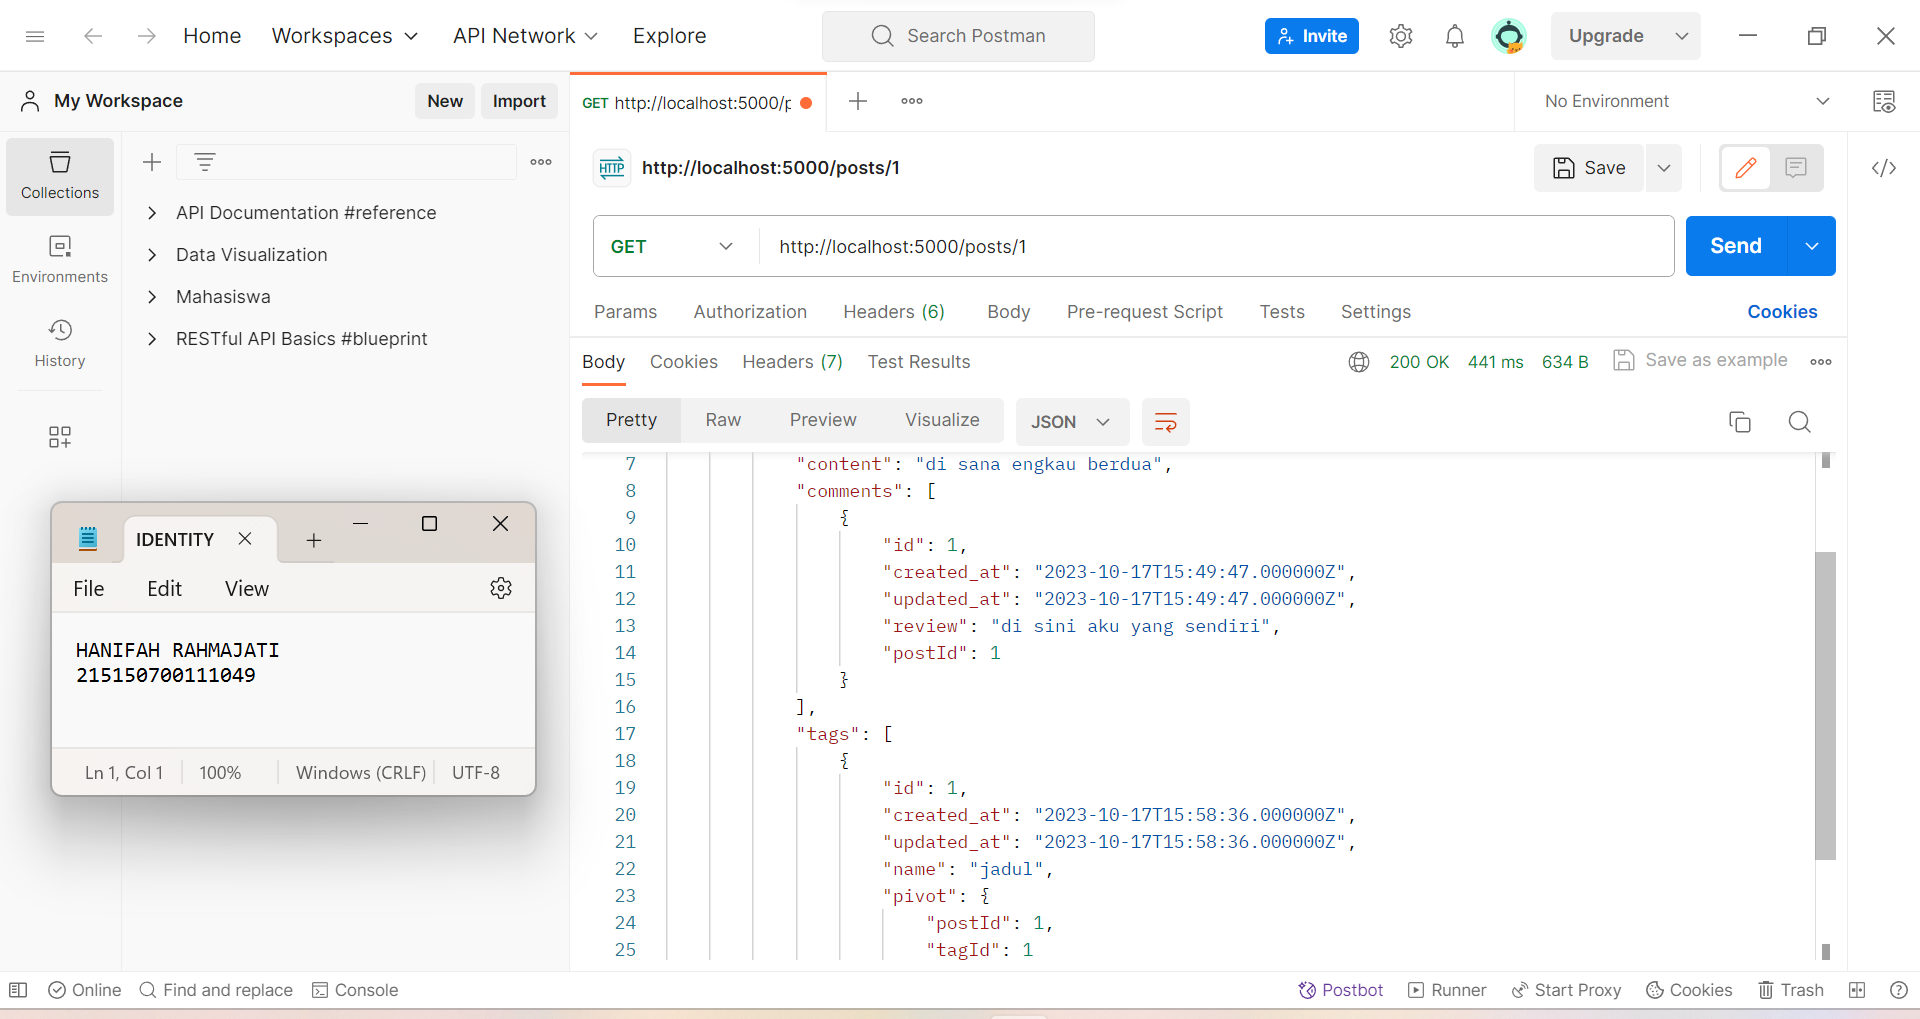 Home
Workspaces
API Network
Explore
Search Postman
Invite
Upgrade
My Workspace
New
Import
GET http://localhost:5000/p
No Environment
Collections
Environments
History
API Documentation #reference
Data Visualization
Mahasiswa
RESTful API Basics #blueprint
HTTP
http://localhost:5000/posts/1
Save
GET
http://localhost:5000/posts/1
Send
Params
Authorization
Headers (6)
Body
Pre-request Script
Tests
Settings
Cookies
Body
Cookies
Headers (7)
Test Results
200 OK
441 ms
634 B
Save as example
Pretty
Raw
Preview
Visualize
JSON
7 "content": "di sana engkau berdua",
8 "comments": [
9 {
10 "id": 1,
11 "created_at": "2023-10-17T15:49:47.000000Z",
12 "updated_at": "2023-10-17T15:49:47.000000Z",
13 "review": "di sini aku yang sendiri",
14 "postId": 1
15 }
16 ],
17 "tags": [
18 {
19 "id": 1,
20 "created_at": "2023-10-17T15:58:36.000000Z",
21 "updated_at": "2023-10-17T15:58:36.000000Z",
22 "name": "jadul",
23 "pivot": {
24 "postId": 1,
25 "tagId": 1
IDENTITY
File
Edit
View
HANIFAH RAHMAJATI
215150700111049
Ln 1, Col 1
100%
Windows (CRLF)
UTF-8
Online
Find and replace
Console
Postbot
Runner
Start Proxy
Cookies
Trash